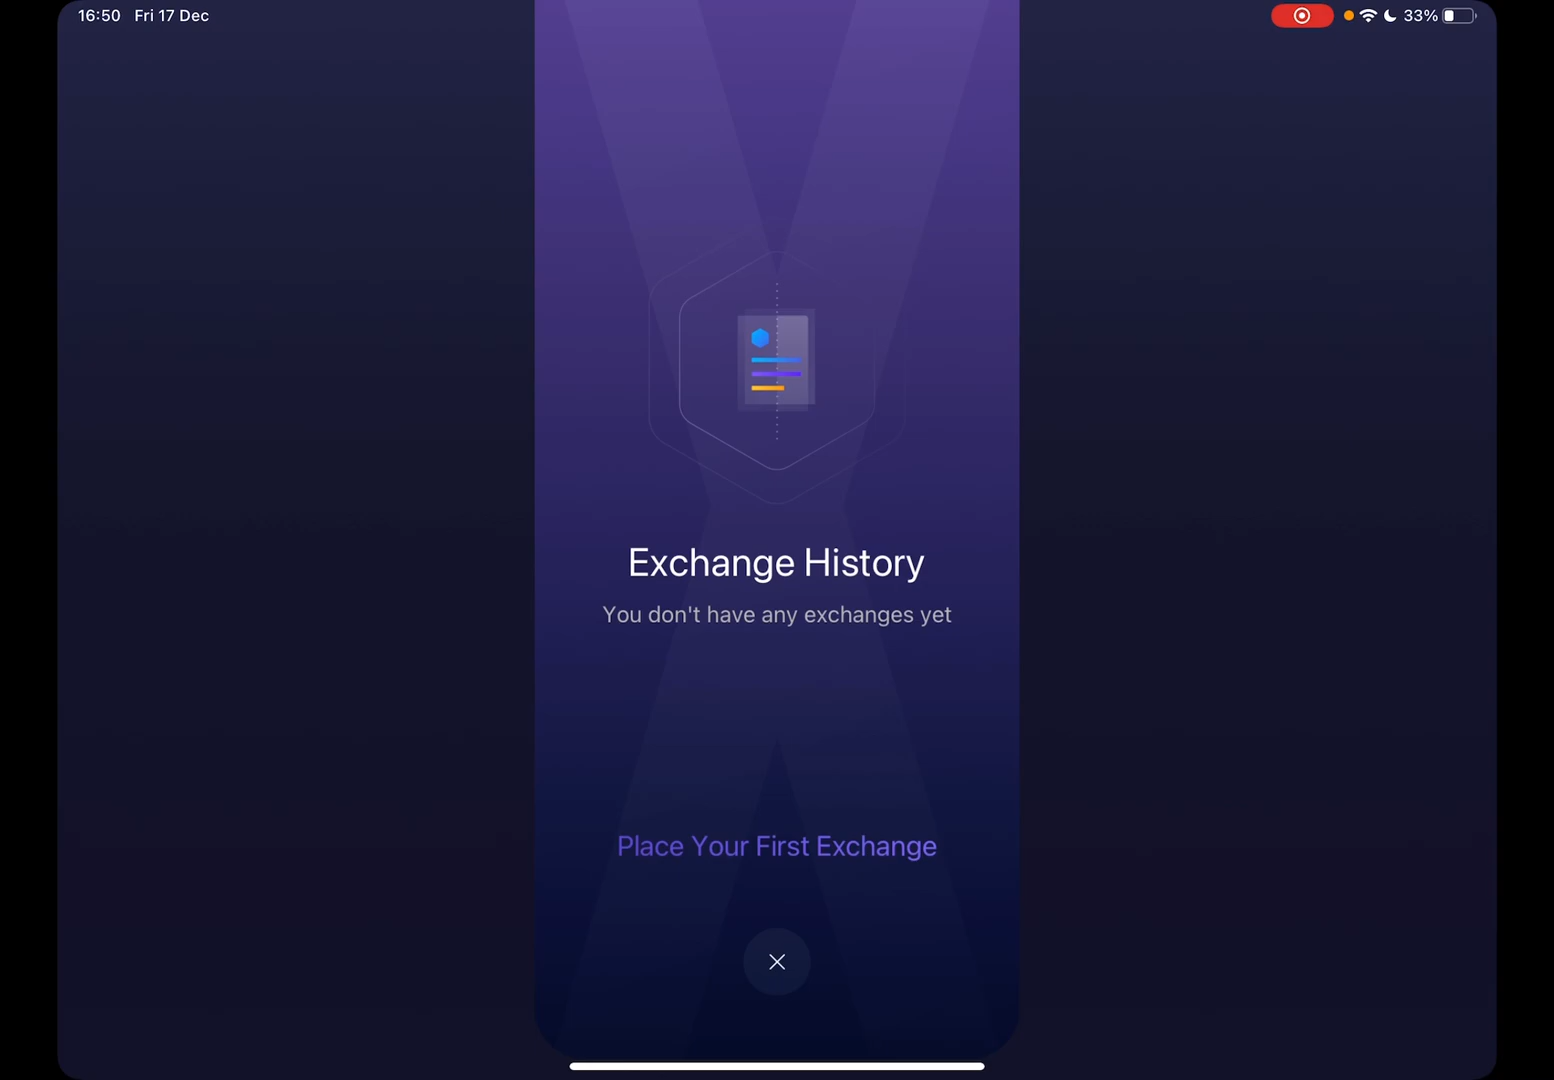 16:50 Fri 17 Dec
33%
Exchange History
You don't have any exchanges yet
Place Your First Exchange